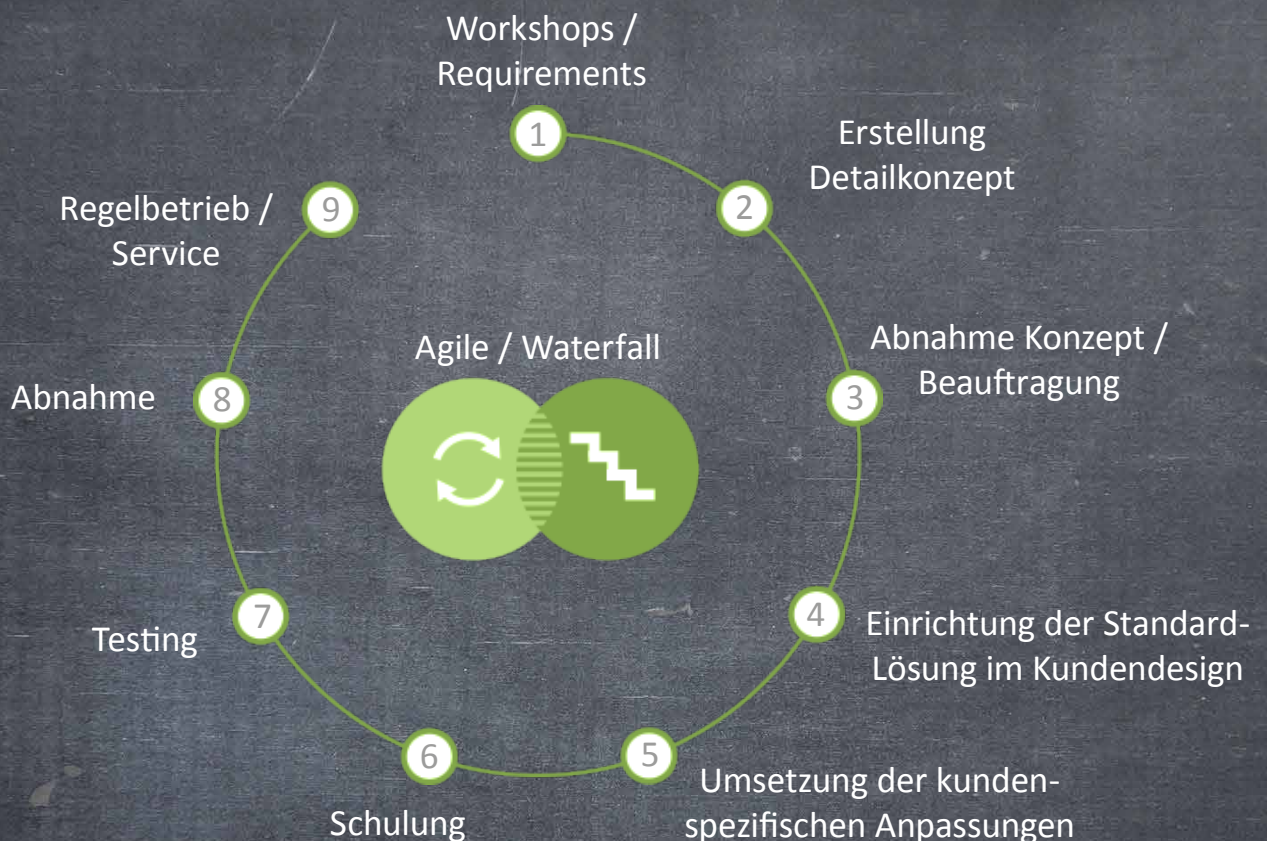 Workshops /
Requirements
1
Erstellung
Detailkonzept
2
Abnahme Konzept /
Beauftragung
3
Einrichtung der Standard-
Lösung im Kundendesign
4
Umsetzung der kunden-
spezifischen Anpassungen
5
Schulung
6
Testing
7
Abnahme
8
Regelbetrieb /
Service
9
Agile / Waterfall